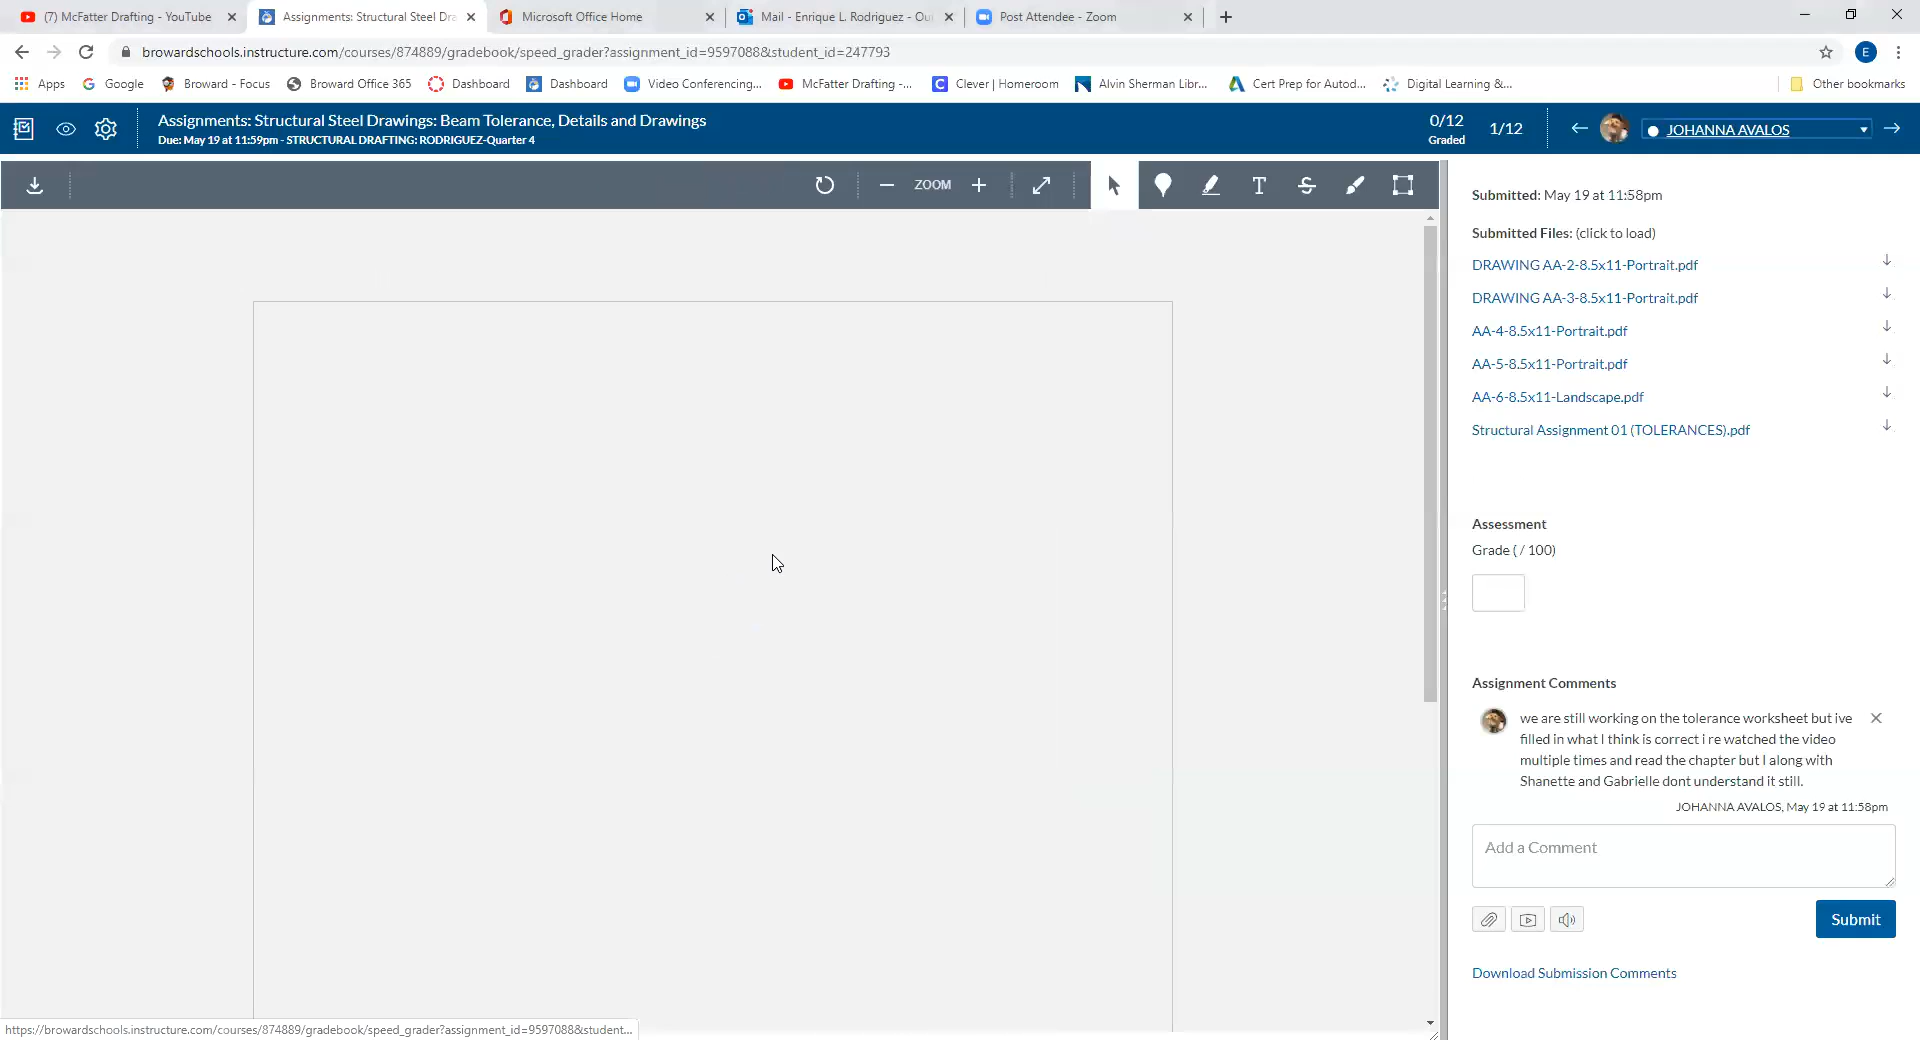 (7) McFatter Drafting - YouTube
Assignments: Structural Steel Dra
Microsoft Office Home
Mail - Enrique L. Rodriguez - Ou
Post Attendee - Zoom
browardschools.instructure.com/courses/874889/gradebook/speed_grader?assignment_id=9597088&student_id=247793
E
Apps
Google
Broward - Focus
Broward Office 365
Dashboard
Dashboard
Video Conferencing...
McFatter Drafting -...
Clever | Homeroom
Alvin Sherman Libr...
Cert Prep for Autod...
Digital Learning &...
Other bookmarks
Assignments: Structural Steel Drawings: Beam Tolerance, Details and Drawings
Due: May 19 at 11:59pm - STRUCTURAL DRAFTING: RODRIGUEZ-Quarter 4
0/12
Graded
1/12
JOHANNA AVALOS
ZOOM
Submitted: May 19 at 11:58pm
Submitted Files: (click to load)
DRAWING AA-2-8.5x11-Portrait.pdf
DRAWING AA-3-8.5x11-Portrait.pdf
AA-4-8.5x11-Portrait.pdf
AA-5-8.5x11-Portrait.pdf
AA-6-8.5x11-Landscape.pdf
Structural Assignment 01 (TOLERANCES).pdf
Assessment
Grade ( / 100)
Assignment Comments
we are still working on the tolerance worksheet but ive
filled in what I think is correct i re watched the video
multiple times and read the chapter but I along with
Shanette and Gabrielle dont understand it still.
JOHANNA AVALOS, May 19 at 11:58pm
Add a Comment
Submit
Download Submission Comments
https://browardschools.instructure.com/courses/874889/gradebook/speed_grader?assignment_id=9597088&student...